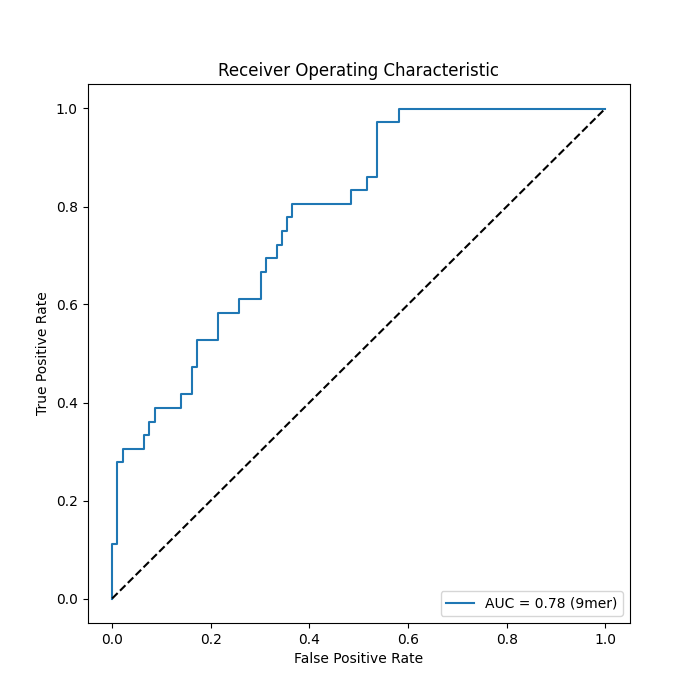 Receiver Operating Characteristic
1.0
0.8
0.6
0.4
0.2
0.0
True Positive Rate
AUC = 0.78 (9mer)
0.0 0.2 0.4 0.6 0.8 1.0
False Positive Rate